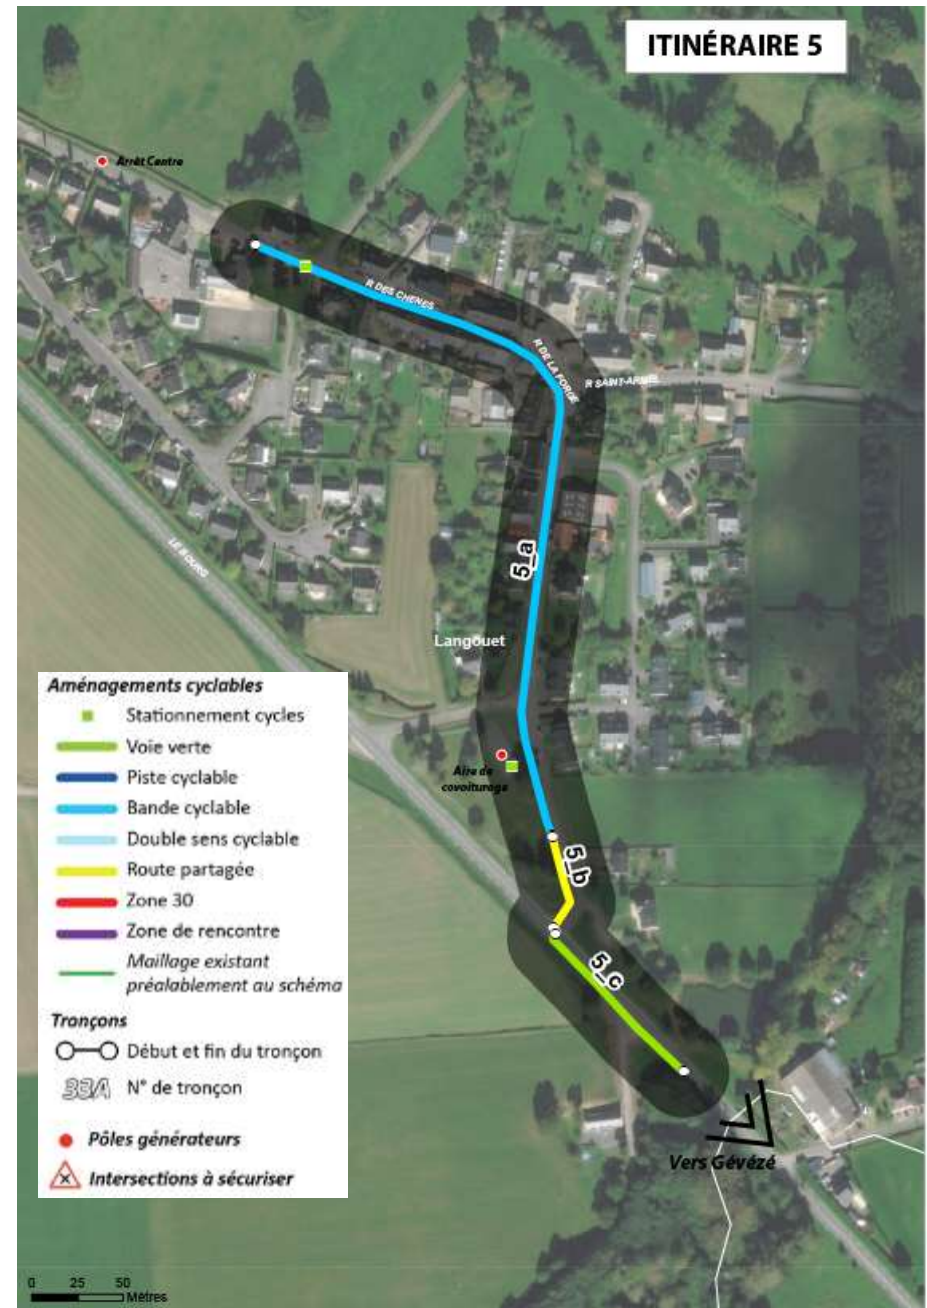 ITINÉRAIRE 5
Arrêt Centre
R DES CHENES
R DE LA FORGE
R SAINT-ARMEL
5_a
LE BOURG
Langouet
Aire de
covoiturage
5_b
5_c
Vers Gévézé
Aménagements cyclables
Stationnement cycles
Voie verte
Piste cyclable
Bande cyclable
Double sens cyclable
Route partagée
Zone 30
Zone de rencontre
Maillage existant
préalablement au schéma
Tronçons
Début et fin du tronçon
33A N° de tronçon
Pôles générateurs
Intersections à sécuriser
0 25 50
Mètres